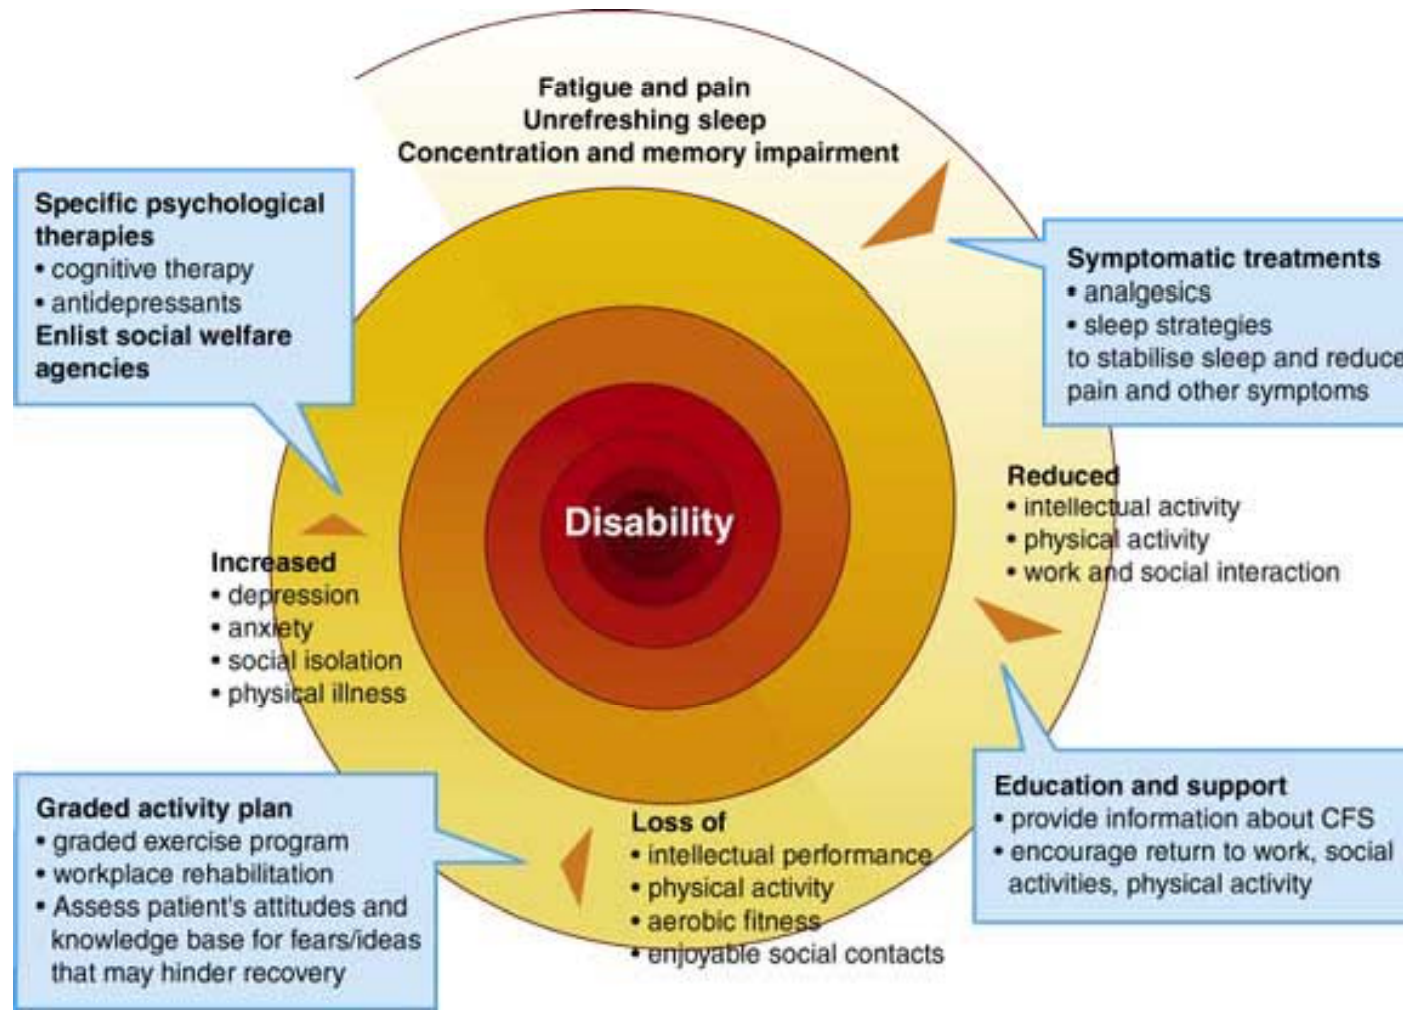 Fatigue and pain
Unrefreshing sleep
Concentration and memory impairment
Specific psychological
therapies
• cognitive therapy
• antidepressants
Enlist social welfare
agencies
Symptomatic treatments
• analgesics
• sleep strategies
to stabilise sleep and reduce
pain and other symptoms
Reduced
• intellectual activity
• physical activity
• work and social interaction
Disability
Increased
• depression
• anxiety
• social isolation
• physical illness
Education and support
• provide information about CFS
• encourage return to work, social
activities, physical activity
Graded activity plan
• graded exercise program
• workplace rehabilitation
• Assess patient's attitudes and
knowledge base for fears/ideas
that may hinder recovery
Loss of
• intellectual performance
• physical activity
• aerobic fitness
• enjoyable social contacts